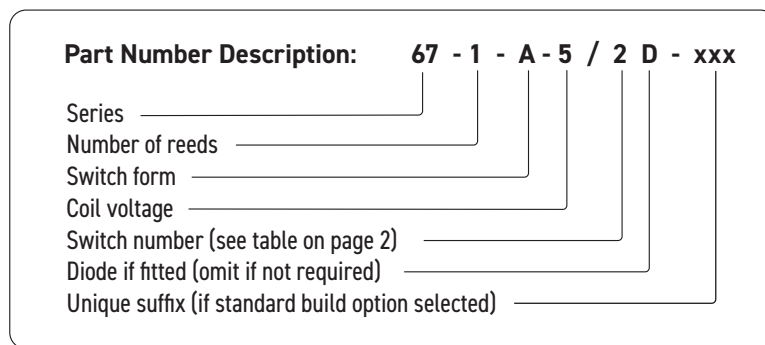 Part Number Description: 67 - 1 - A - 5 / 2 D - xxx
Series
Number of reeds
Switch form
Coil voltage
Switch number (see table on page 2)
Diode if fitted (omit if not required)
Unique suffix (if standard build option selected)